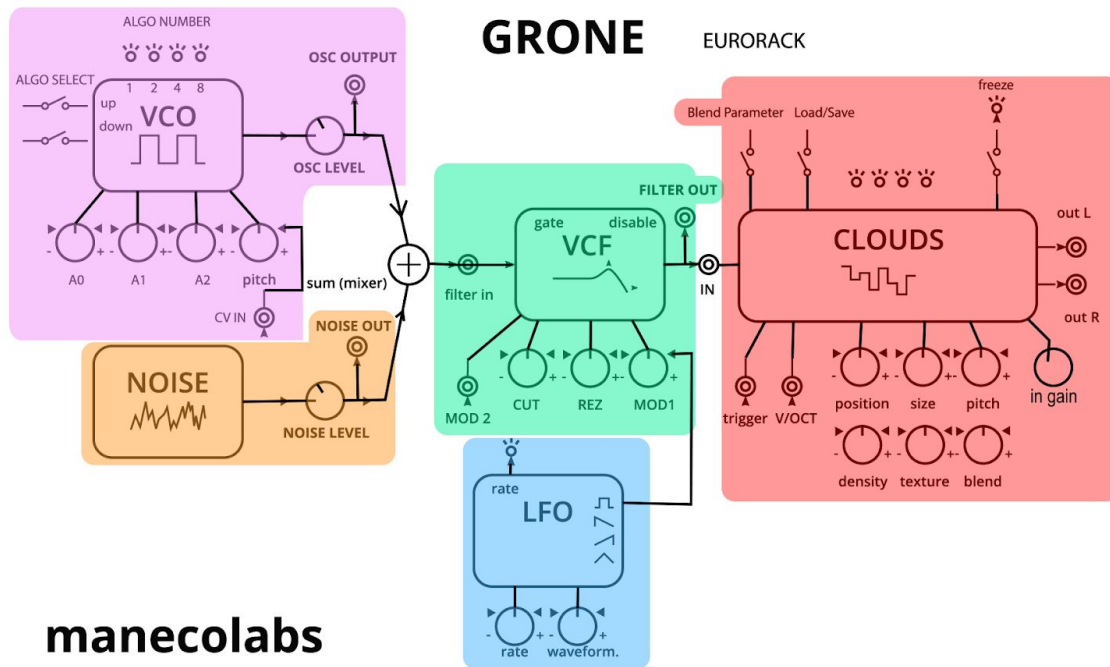 GRONE EURORACK
ALGO NUMBER
ALGO SELECT
1 2 4 8
up
down
VCO
OSC OUTPUT
OSC LEVEL
- + - + - + - +
A0 A1 A2 pitch
CV IN
sum (mixer)
NOISE
NOISE OUT
NOISE LEVEL
filter in
gate disable
VCF
FILTER OUT
MOD 2
- + - + - +
CUT REZ MOD1
rate
LFO
- + - +
rate waveform.
IN
Blend Parameter Load/Save
freeze
CLOUDS
out L
out R
trigger V/OCT
- + - + - +
position size pitch
in gain
- + - + - +
density texture blend
manecolabs